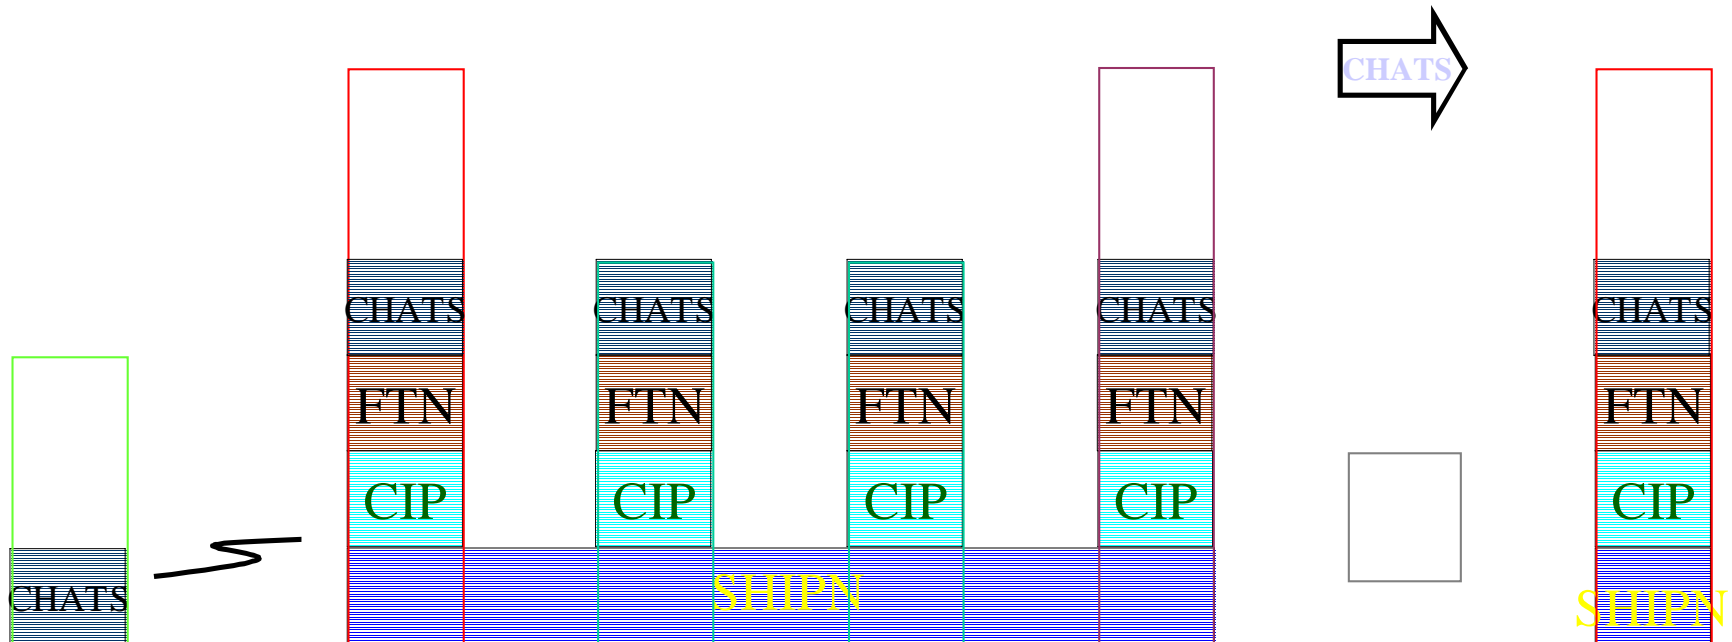 CHATS
CHATS CHATS CHATS CHATS CHATS
FTN FTN FTN FTN FTN
CIP CIP CIP CIP CIP
CHATS SHIPN SHIPN